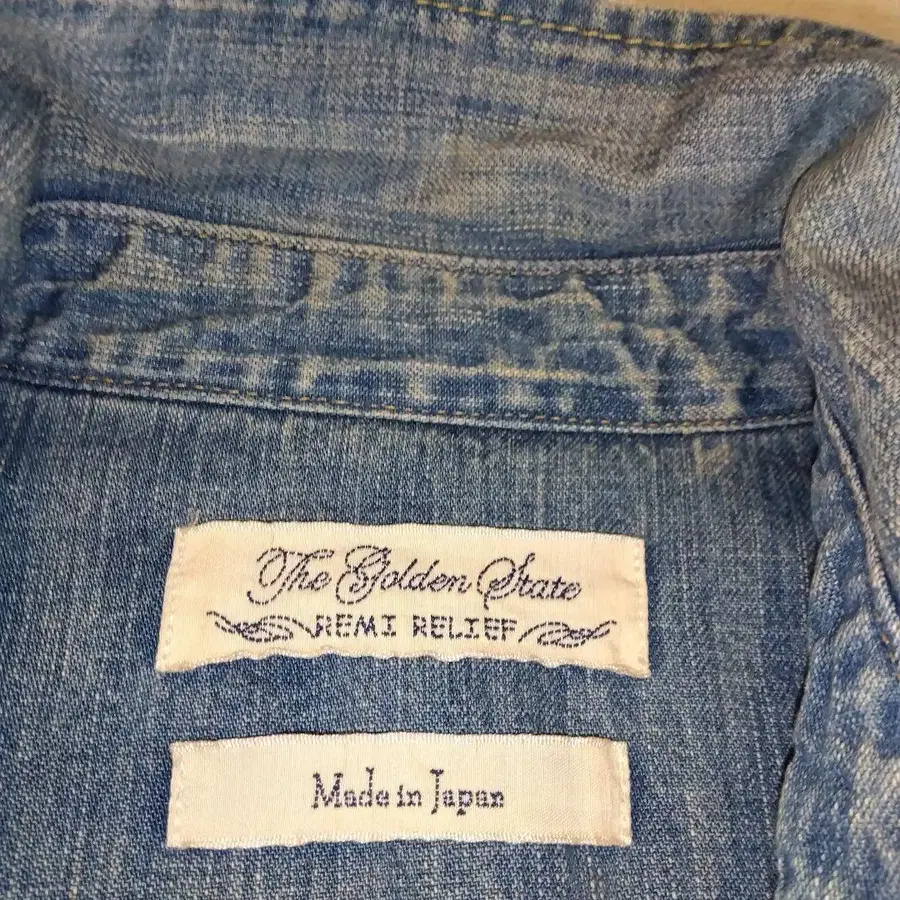 The Golden State
REMI RELIEF
Made in Japan